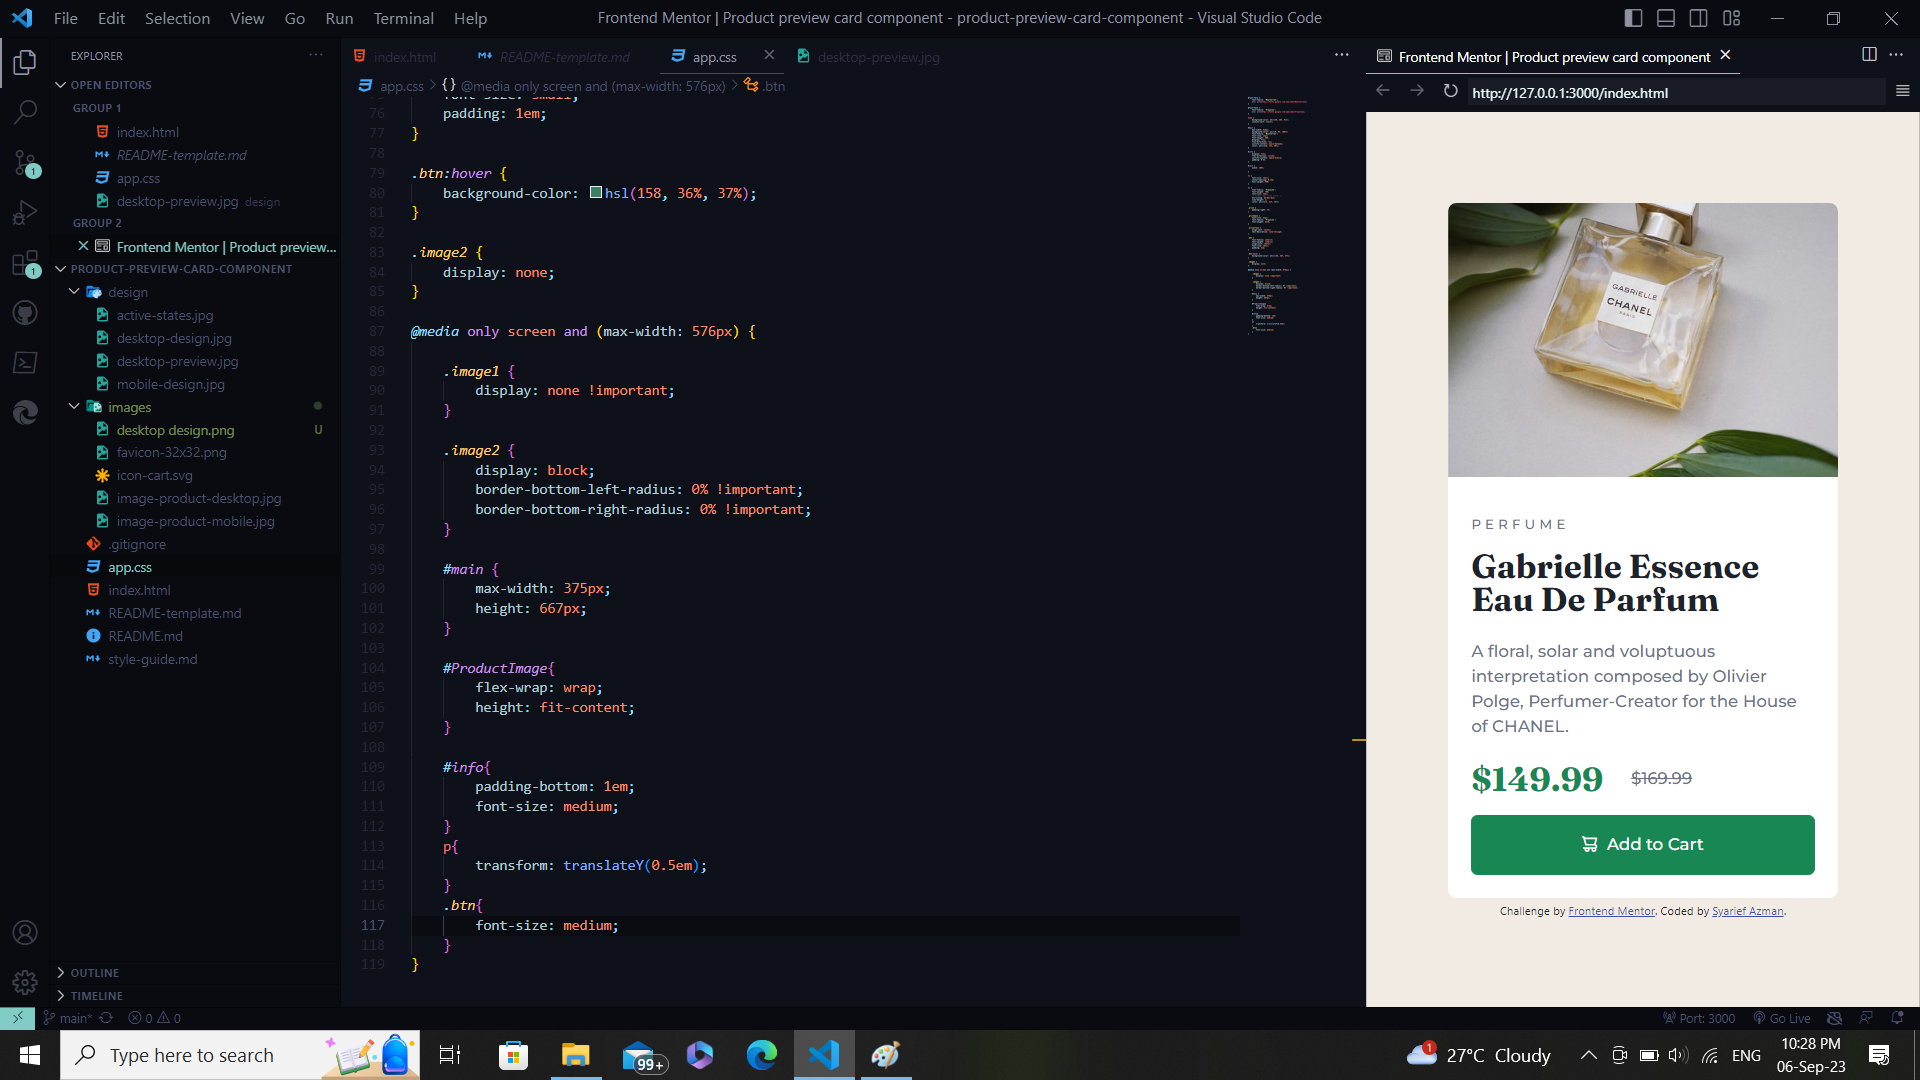 File Edit Selection View Go Run Terminal Help
Frontend Mentor | Product preview card component - product-preview-card-component - Visual Studio Code
EXPLORER
OPEN EDITORS
GROUP 1
index.html
README-template.md
app.css
desktop-preview.jpg design
GROUP 2
Frontend Mentor | Product preview...
PRODUCT-PREVIEW-CARD-COMPONENT
design
active-states.jpg
desktop-design.jpg
desktop-preview.jpg
mobile-design.jpg
images
desktop design.png U
favicon-32x32.png
icon-cart.svg
image-product-desktop.jpg
image-product-mobile.jpg
.gitignore
app.css
index.html
README-template.md
README.md
style-guide.md
OUTLINE
TIMELINE
1
1
index.html README-template.md app.css desktop-preview.jpg
app.css > {} @media only screen and (max-width: 576px) > .btn
76 padding: 1em;
77 }
78
79 .btn:hover {
80 background-color: hsl(158, 36%, 37%);
81 }
82
83 .image2 {
84 display: none;
85 }
86
87 @media only screen and (max-width: 576px) {
88
89 .image1 {
90 display: none !important;
91 }
92
93 .image2 {
94 display: block;
95 border-bottom-left-radius: 0% !important;
96 border-bottom-right-radius: 0% !important;
97 }
98
99 #main {
100 max-width: 375px;
101 height: 667px;
102 }
103
104 #ProductImage{
105 flex-wrap: wrap;
106 height: fit-content;
107 }
108
109 #info{
110 padding-bottom: 1em;
111 font-size: medium;
112 }
113 p{
114 transform: translateY(0.5em);
115 }
116 .btn{
117 font-size: medium;
118 }
119 }
Frontend Mentor | Product preview card component
http://127.0.0.1:3000/index.html
GABRIELLE
CHANEL
PARIS
PERFUME
Gabrielle Essence
Eau De Parfum
A floral, solar and voluptuous
interpretation composed by Olivier
Polge, Perfumer-Creator for the House
of CHANEL.
$149.99 $169.99
Add to Cart
Challenge by Frontend Mentor. Coded by Syarief Azman.
main* 0 0
Port: 3000 Go Live
Type here to search
99+
1
27°C Cloudy
ENG
10:28 PM
06-Sep-23